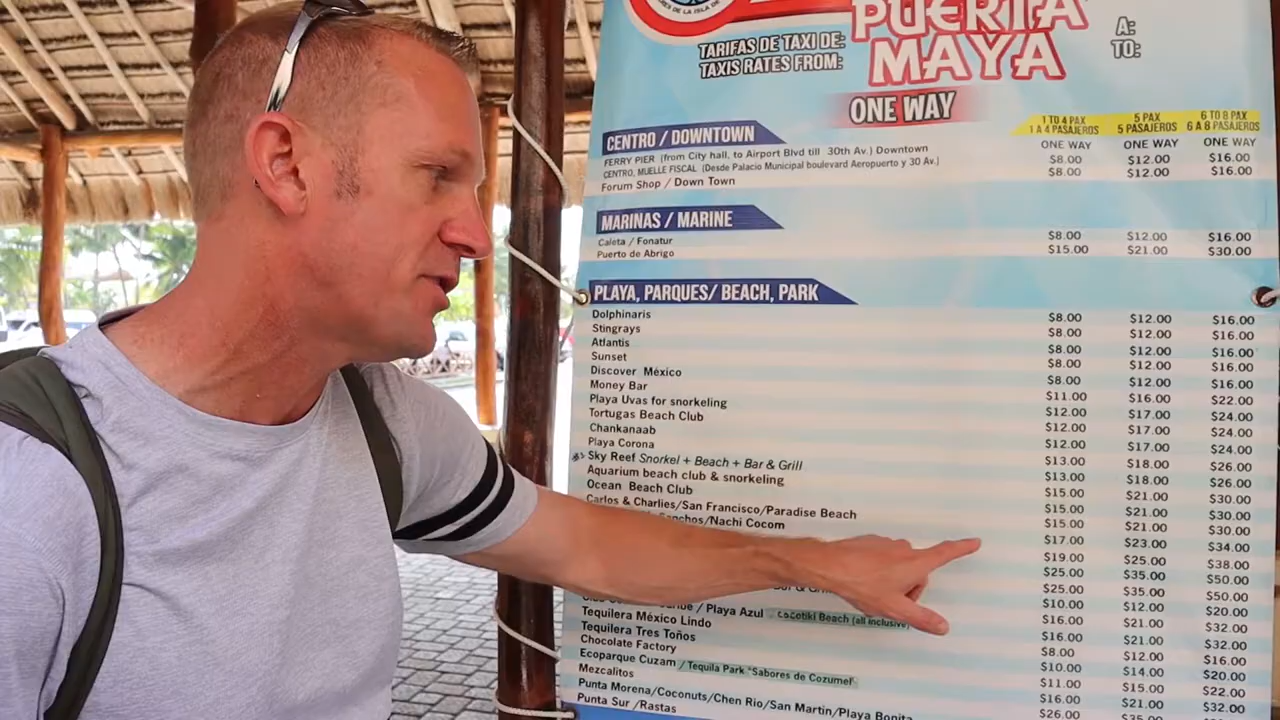 PUERTA
MAYA
TARIFAS DE TAXI DE:
TAXIS RATES FROM:
A:
TO:
ONE WAY
CENTRO / DOWNTOWN
1 TO 4 PAX 5 PAX 6 TO 8 PAX
1 A 4 PASAJEROS 5 PASAJEROS 6 A 8 PASAJEROS
ONE WAY ONE WAY ONE WAY
FERRY PIER (from City hall, to Airport Blvd till 30th Av.) Downtown $8.00 $12.00 $16.00
CENTRO, MUELLE FISCAL (Desde Palacio Municipal boulevard Aeropuerto y 30 Av.)
Forum Shop / Down Town $8.00 $12.00 $16.00
MARINAS / MARINE
Caleta / Fonatur $8.00 $12.00 $16.00
Puerto de Abrigo $15.00 $21.00 $30.00
PLAYA, PARQUES/ BEACH, PARK
Dolphinaris $8.00 $12.00 $16.00
Stingrays $8.00 $12.00 $16.00
Atlantis $8.00 $12.00 $16.00
Sunset $8.00 $12.00 $16.00
Discover México $8.00 $12.00 $16.00
Money Bar $11.00 $16.00 $22.00
Playa Uvas for snorkeling $12.00 $17.00 $24.00
Tortugas Beach Club $12.00 $17.00 $24.00
Chankanaab $12.00 $17.00 $24.00
Playa Corona $13.00 $18.00 $26.00
Sky Reef Snorkel + Beach + Bar & Grill $13.00 $18.00 $26.00
Aquarium beach club & snorkeling $15.00 $21.00 $30.00
Ocean Beach Club $15.00 $21.00 $30.00
Carlos & Charlies/San Francisco/Paradise Beach $15.00 $21.00 $30.00
Sanchos/Nachi Cocom $17.00 $23.00 $34.00
$19.00 $25.00 $38.00
$25.00 $35.00 $50.00
$25.00 $35.00 $50.00
/ Playa Azul Cocotiki Beach (all inclusive) $10.00 $12.00 $20.00
Tequilera México Lindo $16.00 $21.00 $32.00
Tequilera Tres Toños $16.00 $21.00 $32.00
Chocolate Factory $8.00 $12.00 $16.00
Ecoparque Cuzam / Tequila Park "Sabores de Cozumel" $10.00 $14.00 $20.00
Mezcalitos $11.00 $15.00 $22.00
Punta Morena/Coconuts/Chen Rio/San Martin/Playa Bonita $16.00 $21.00 $32.00
Punta Sur /Rastas $26.00 $35.00